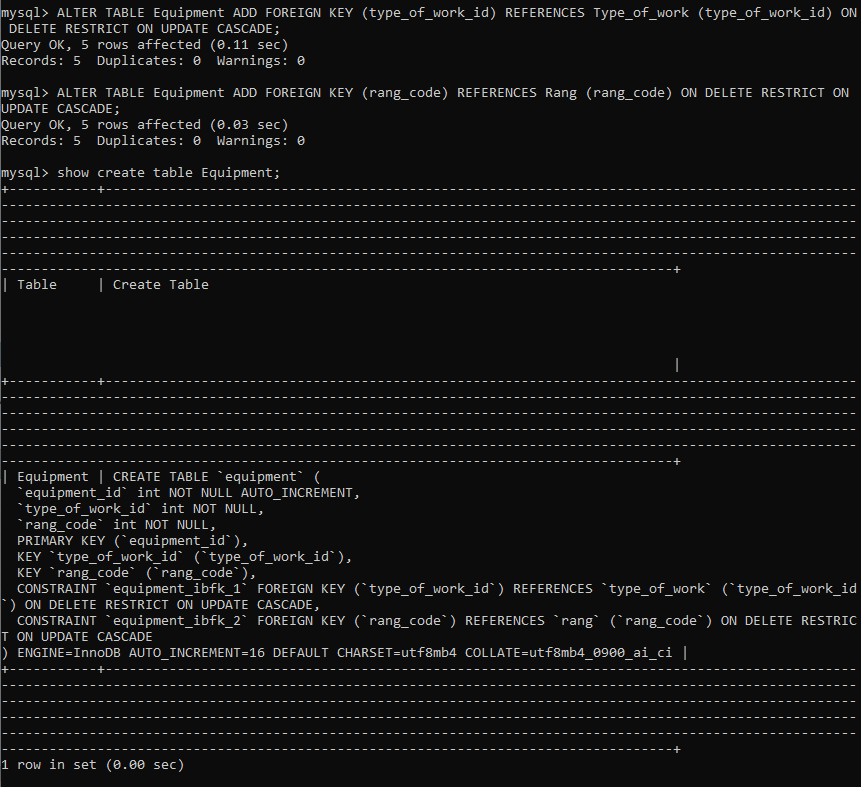 mysql> ALTER TABLE Equipment ADD FOREIGN KEY (type_of_work_id) REFERENCES Type_of_work (type_of_work_id) ON
 DELETE RESTRICT ON UPDATE CASCADE;
Query OK, 5 rows affected (0.11 sec)
Records: 5  Duplicates: 0  Warnings: 0

mysql> ALTER TABLE Equipment ADD FOREIGN KEY (rang_code) REFERENCES Rang (rang_code) ON DELETE RESTRICT ON
UPDATE CASCADE;
Query OK, 5 rows affected (0.03 sec)
Records: 5  Duplicates: 0  Warnings: 0

mysql> show create table Equipment;
| Table     | Create Table
|
| Equipment | CREATE TABLE `equipment` (
  `equipment_id` int NOT NULL AUTO_INCREMENT,
  `type_of_work_id` int NOT NULL,
  `rang_code` int NOT NULL,
  PRIMARY KEY (`equipment_id`),
  KEY `type_of_work_id` (`type_of_work_id`),
  KEY `rang_code` (`rang_code`),
  CONSTRAINT `equipment_ibfk_1` FOREIGN KEY (`type_of_work_id`) REFERENCES `type_of_work` (`type_of_work_id
`) ON DELETE RESTRICT ON UPDATE CASCADE,
  CONSTRAINT `equipment_ibfk_2` FOREIGN KEY (`rang_code`) REFERENCES `rang` (`rang_code`) ON DELETE RESTRIC
T ON UPDATE CASCADE
) ENGINE=InnoDB AUTO_INCREMENT=16 DEFAULT CHARSET=utf8mb4 COLLATE=utf8mb4_0900_ai_ci |
1 row in set (0.00 sec)